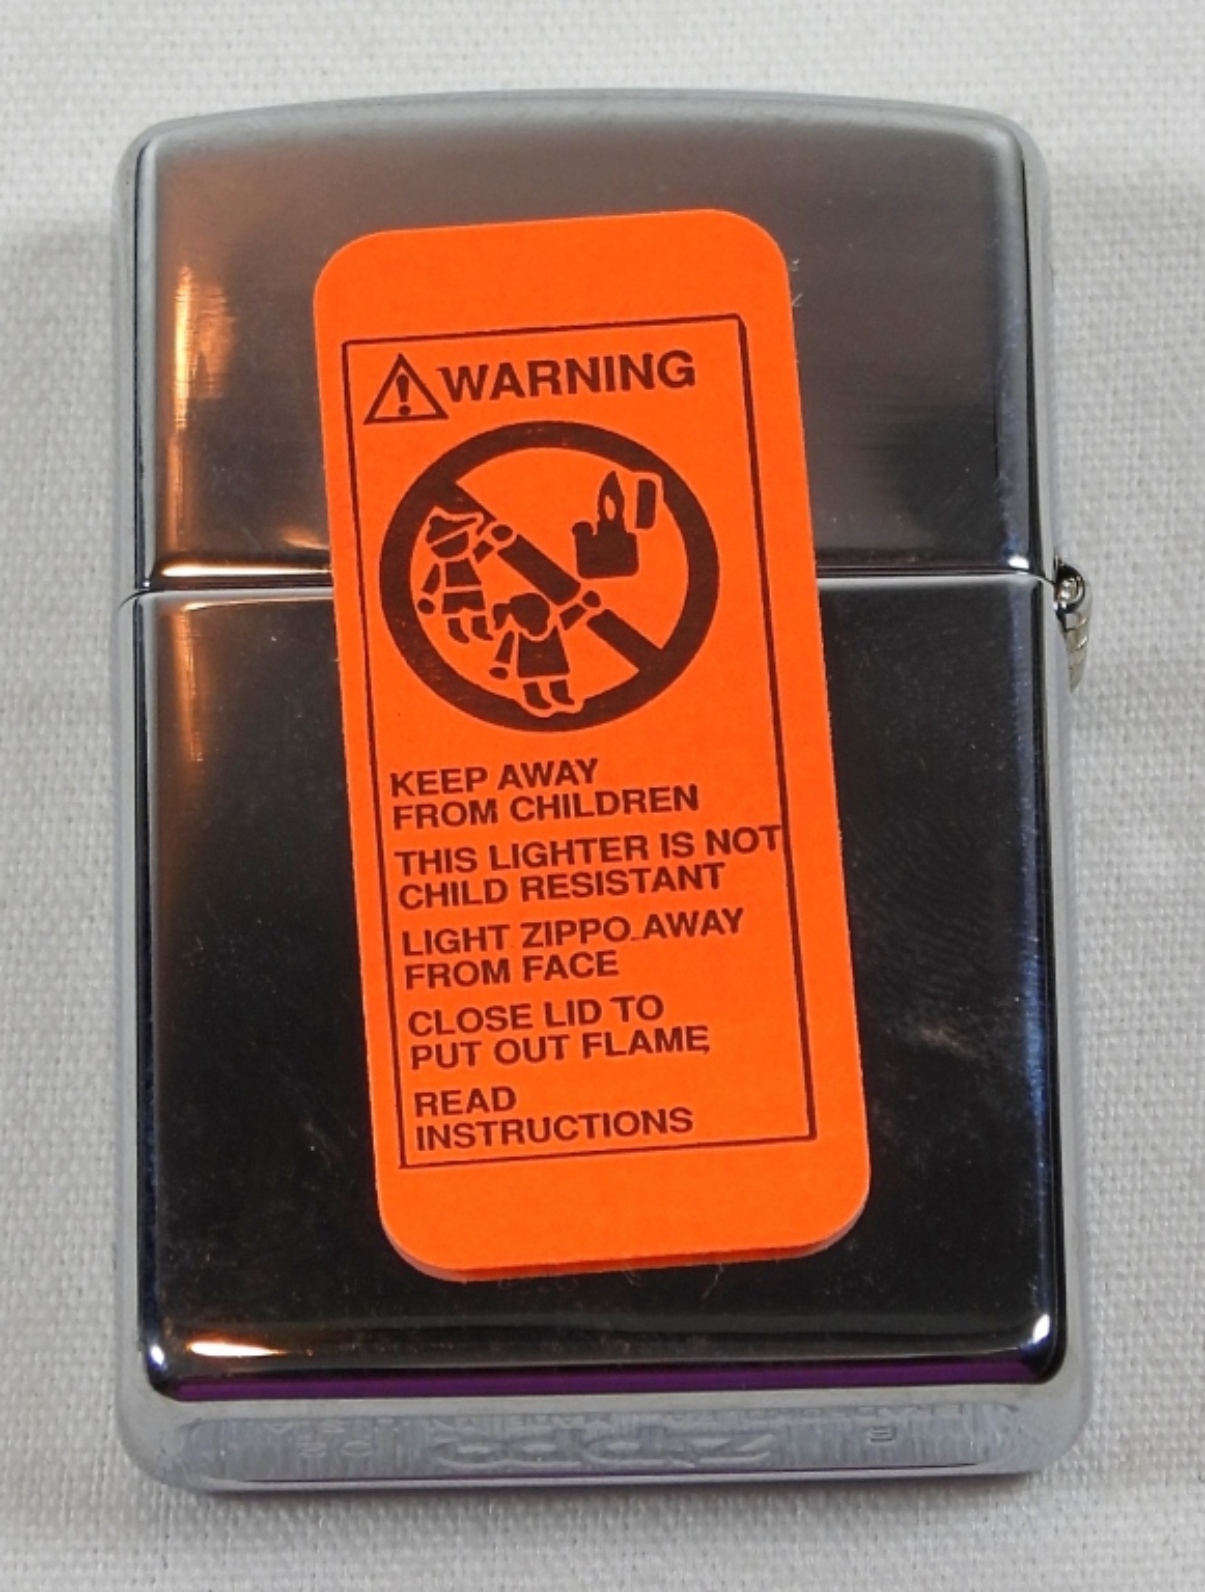 WARNING
KEEP AWAY
FROM CHILDREN
THIS LIGHTER IS NOT
CHILD RESISTANT
LIGHT ZIPPO AWAY
FROM FACE
CLOSE LID TO
PUT OUT FLAME
READ
INSTRUCTIONS
ZIPPO